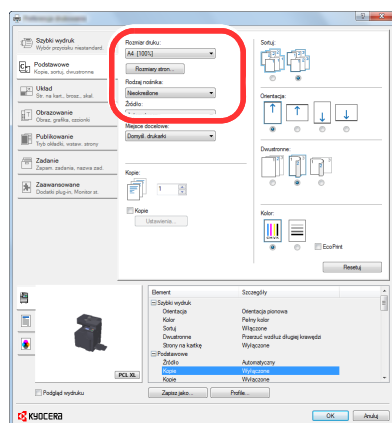 Szybki wydruk
Wybór przycisku niestandard.
Podstawowe
Kopie, sortuj, dwustronne
Układ
Str. na kart., brosz., skal
Obrazowanie
Obraz, grafika, czcionki
Publikowanie
Tryb okładki, wstaw. strony
Zadanie
Zapam. zadania, nazwa zad.
Zaawansowane
Dodatki plug-in, Monitor st.
Rozmiar druku:
A4: [100%]
Rozmiary stron...
Rodzaj nośnika:
Nieokreślone
Źródło:
Miejsce docelowe:
Domyśl. drukarki
Kopie:
1
Kopie
Ustawienia...
Sortuj:
Orientacja:
Dwustronne:
Kolor:
EcoPrint
Resetuj
Element Szczegóły
Szybki wydruk
Orientacja Orientacja pionowa
Kolor Pełny kolor
Sortuj Włączone
Dwustronne Przerzuć wzdłuż długiej krawędzi
Strony na kartkę Wyłączone
Podstawowe
Źródło Automatyczny
Kopie Wyłączone
Kopie Wyłączone
PCL XL
Podgląd wydruku
Zapisz jako...
Profile...
KYOCERA
OK
Anuluj